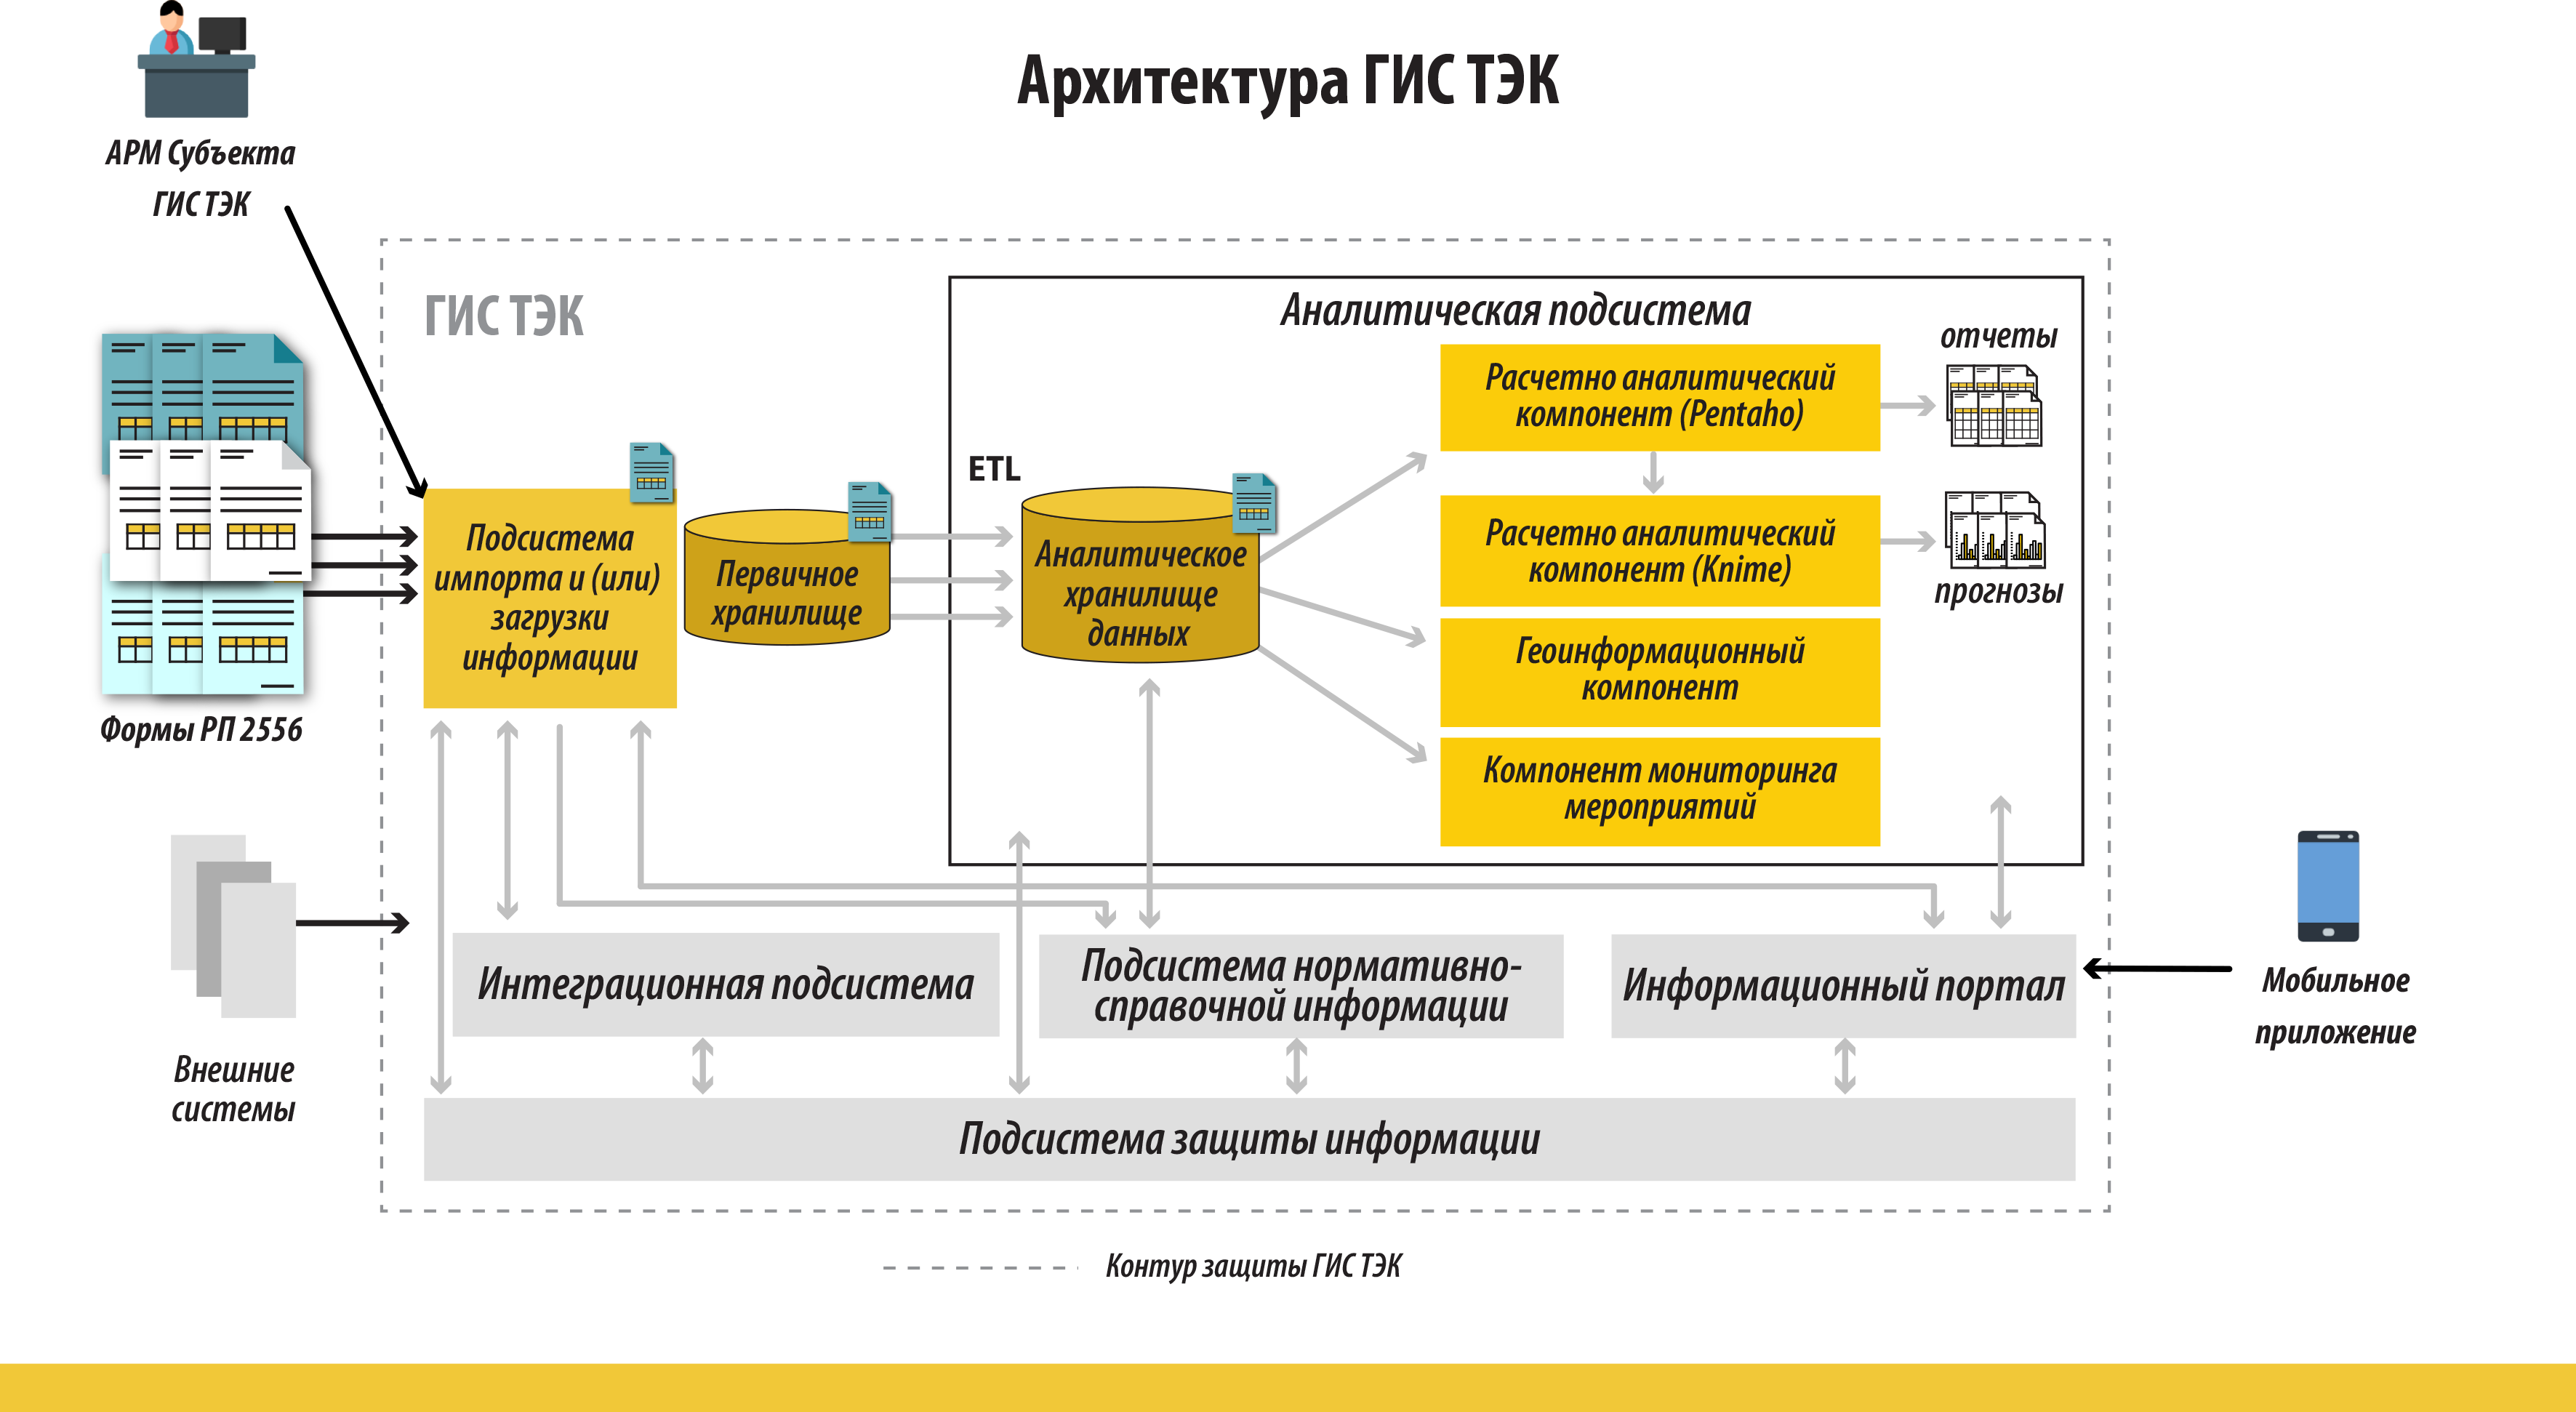 Архитектура ГИС ТЭК
АРМ Субъекта
ГИС ТЭК
ГИС ТЭК
Аналитическая подсистема
отчеты
Расчетно аналитический
компонент (Pentaho)
ETL
Подсистема
импорта и (или)
загрузки
информации
Первичное
хранилище
Аналитическое
хранилище
данных
Расчетно аналитический
компонент (Knime)
прогнозы
Геоинформационный
компонент
Компонент мониторинга
мероприятий
Формы РП 2556
Интеграционная подсистема
Подсистема нормативно-
справочной информации
Информационный портал
Мобильное
приложение
Внешние
системы
Подсистема защиты информации
Контур защиты ГИС ТЭК